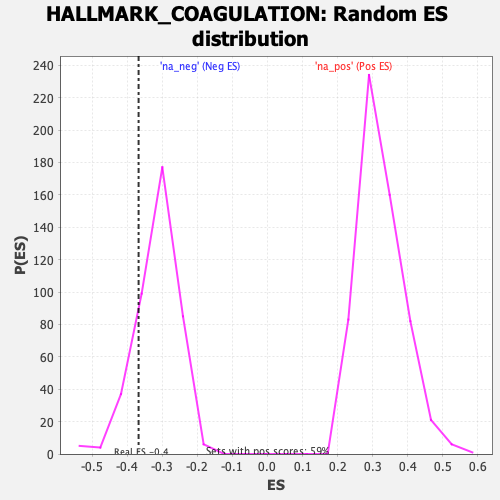 HALLMARK_COAGULATION: Random ES
distribution
'na_neg' (Neg ES) 'na_pos' (Pos ES)
240
220
200
180
160
140
120
100
80
60
40
20
0
P(ES)
Real ES -0.4 Sets with pos scores: 59%
-0.5 -0.4 -0.3 -0.2 -0.1 0.0 0.1 0.2 0.3 0.4 0.5 0.6
ES